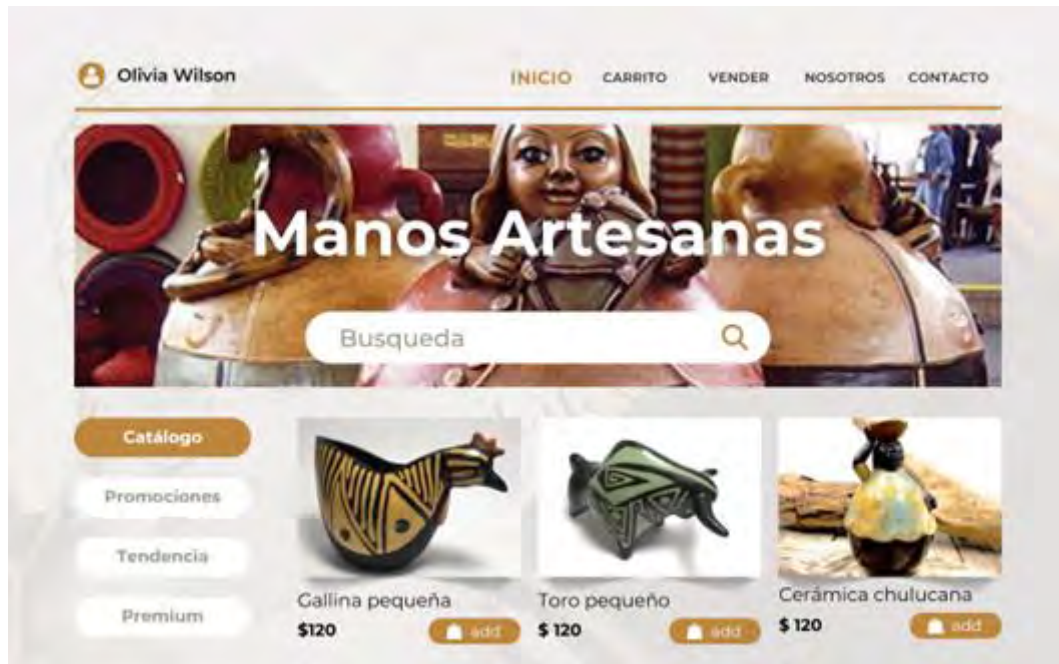 Olivia Wilson
INICIO CARRITO VENDER NOSOTROS CONTACTO
Manos Artesanas
Busqueda
Catálogo
Promociones
Tendencia
Premium
Gallina pequeña
$120
add
Toro pequeño
$ 120
add
Cerámica chulucana
$ 120
add